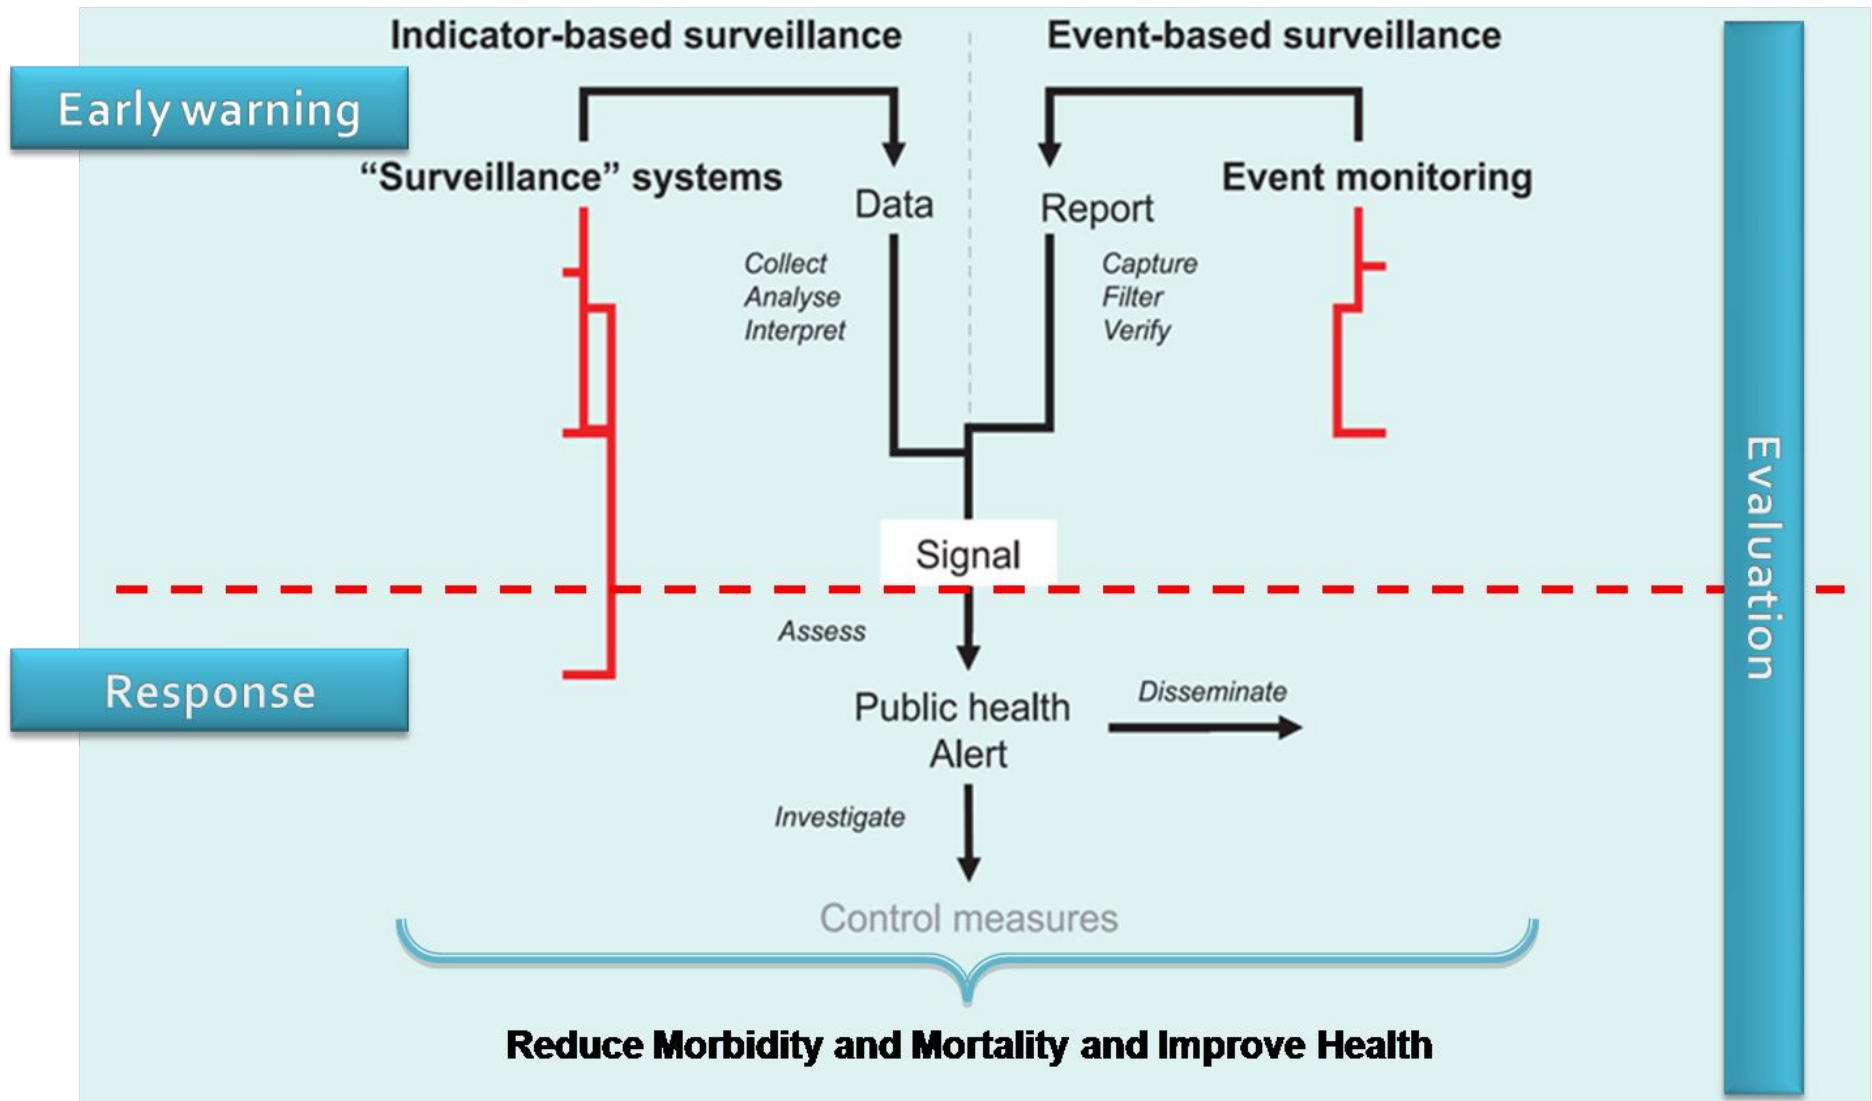 Indicator-based surveillance
Event-based surveillance
Early warning
“Surveillance” systems
Data
Report
Event monitoring
Collect
Analyse
Interpret
Capture
Filter
Verify
Signal
Evaluation
Assess
Response
Public health
Alert
Disseminate
Investigate
Control measures
Reduce Morbidity and Mortality and Improve Health